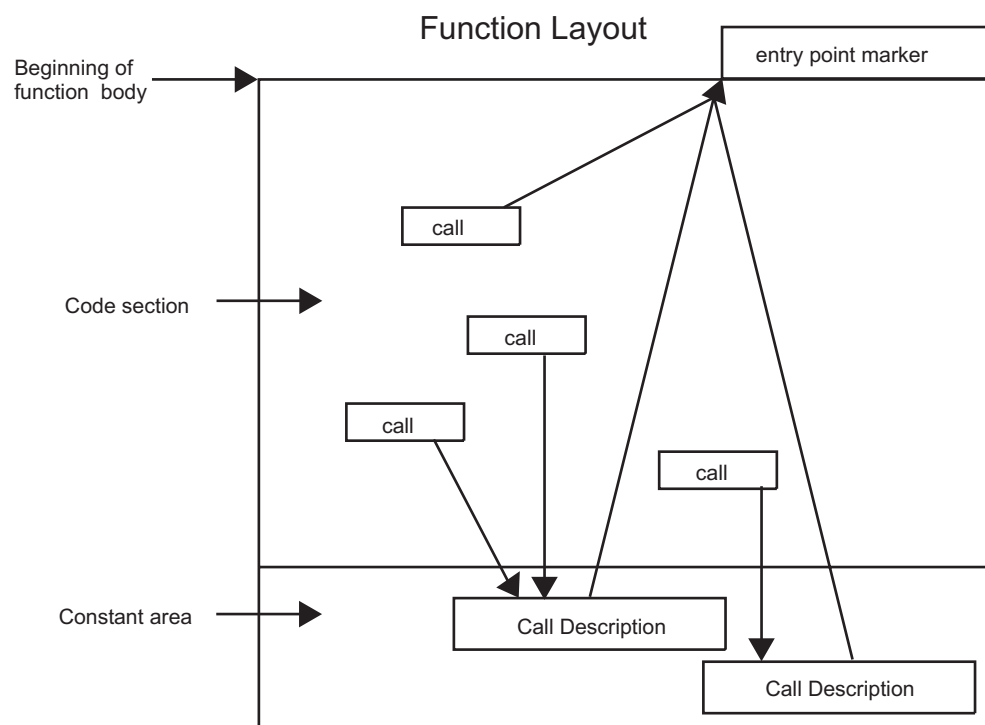 Function Layout
entry point marker
Beginning of
function body
call
Code section
call
call
call
Constant area
Call Description
Call Description